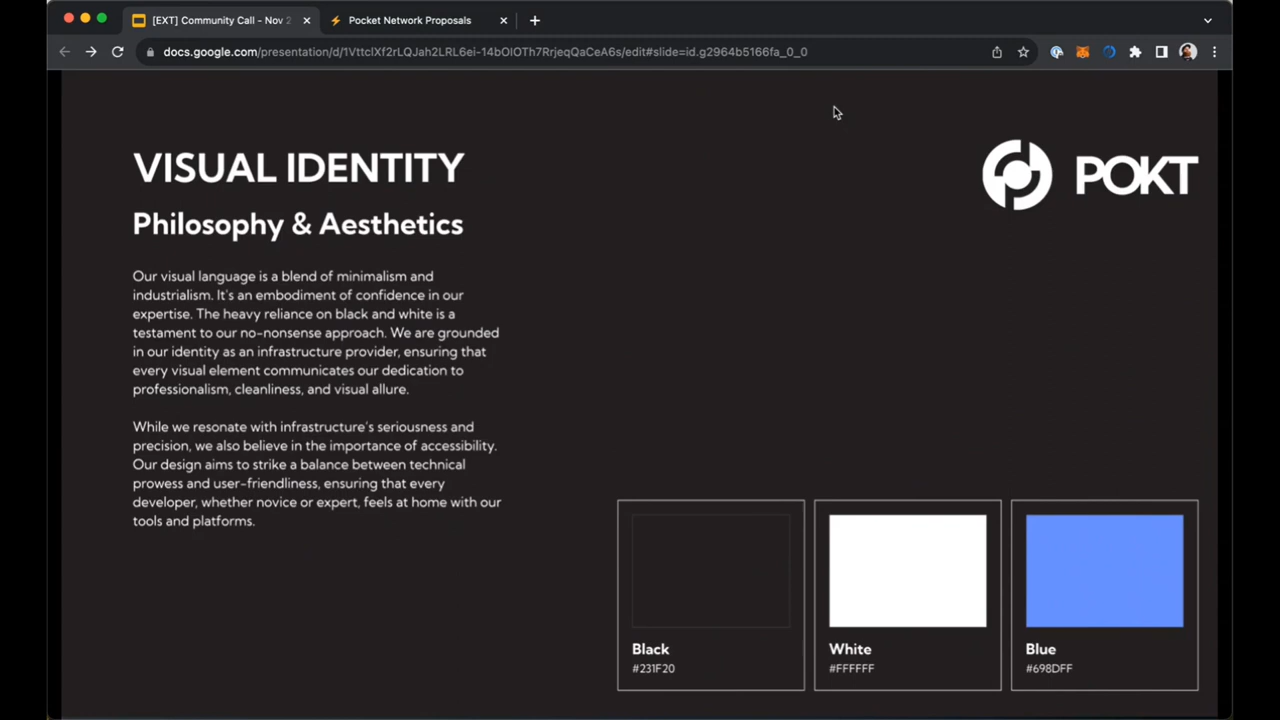 [EXT] Community Call - Nov 2
Pocket Network Proposals
docs.google.com/presentation/d/1VttclXf2rLQJah2LRL6ei-14bOlOTh7RrjeqQaCeA6s/edit#slide=id.g2964b5166fa_0_0
VISUAL IDENTITY
POKT
Philosophy & Aesthetics
Our visual language is a blend of minimalism and
industrialism. It's an embodiment of confidence in our
expertise. The heavy reliance on black and white is a
testament to our no-nonsense approach. We are grounded
in our identity as an infrastructure provider, ensuring that
every visual element communicates our dedication to
professionalism, cleanliness, and visual allure.
While we resonate with infrastructure's seriousness and
precision, we also believe in the importance of accessibility.
Our design aims to strike a balance between technical
prowess and user-friendliness, ensuring that every
developer, whether novice or expert, feels at home with our
tools and platforms.
Black
#231F20
White
#FFFFFF
Blue
#698DFF